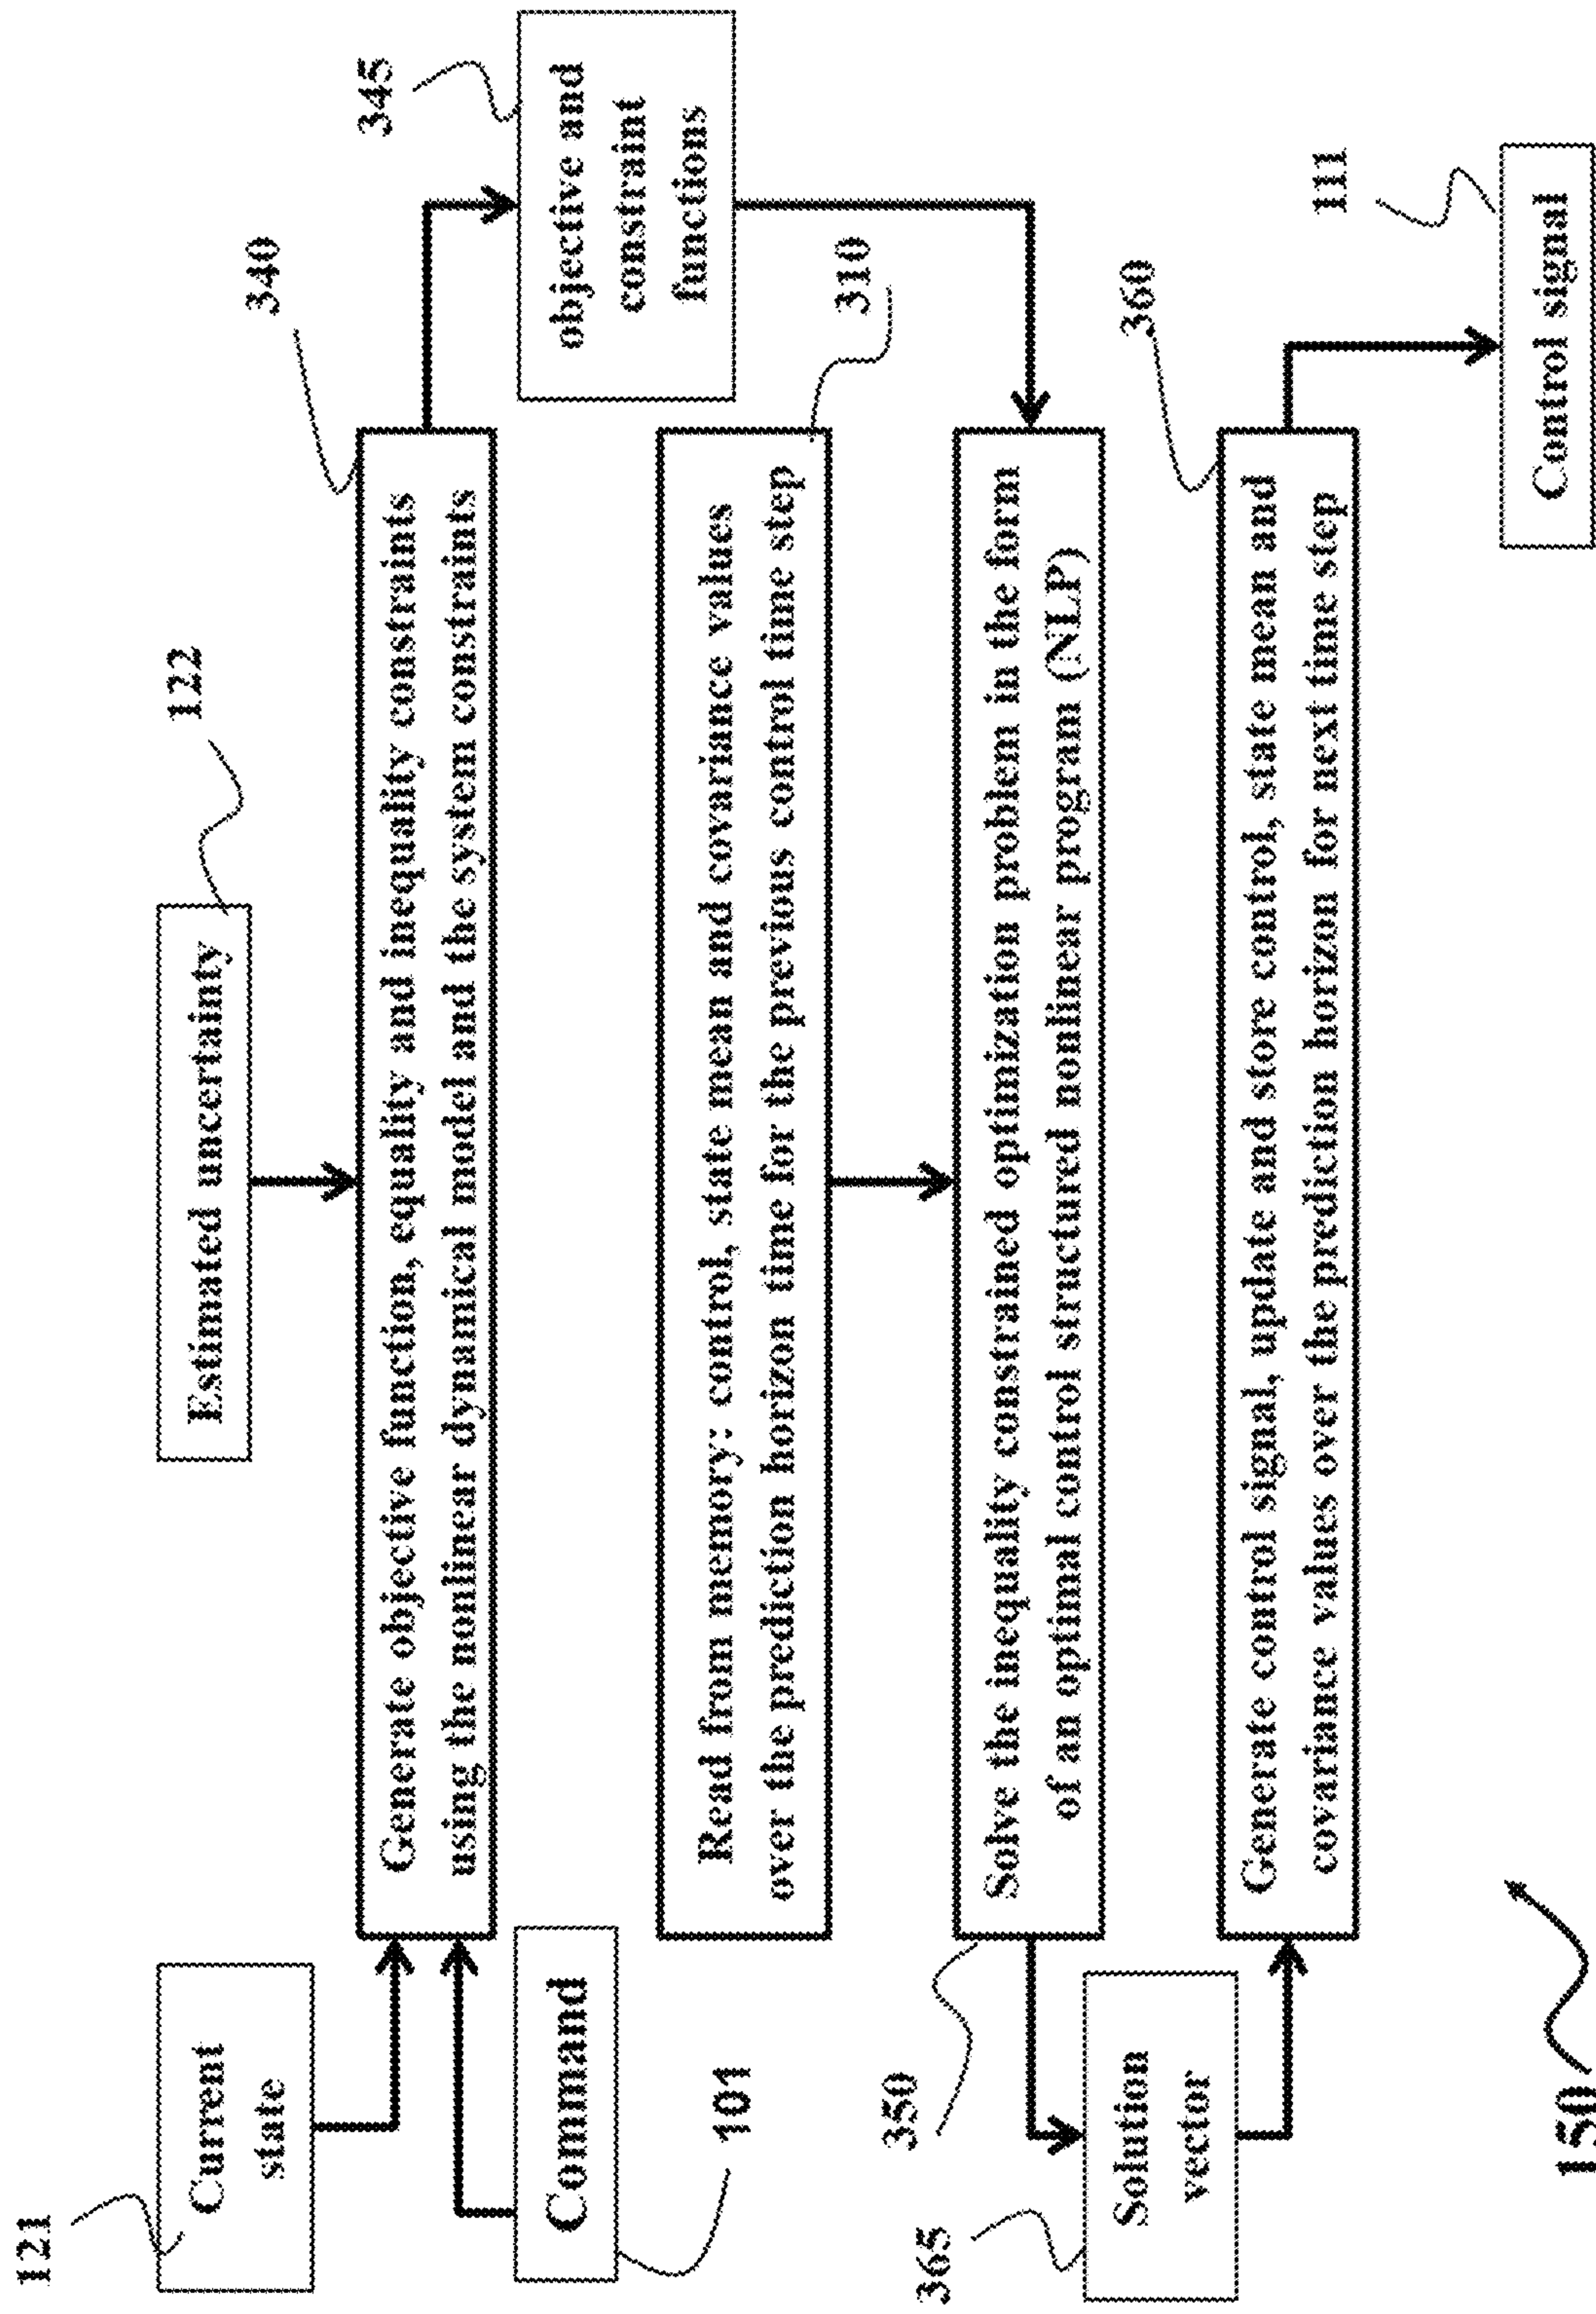 121
Current
state
Estimated uncertainty
122
340
Generate objective function, equality and inequality constraints
using the nonlinear dynamical model and the system constraints
345
objective and
constraint
functions
Command
101
310
Read from memory: control, state mean and covariance values
over the prediction horizon time for the previous control time step
350
Solve the inequality constrained optimization problem in the form
of an optimal control structured nonlinear program (NLP)
365
Solution
vector
360
Generate control signal, update and store control, state mean and
covariance values over the prediction horizon for next time step
111
Control signal
150